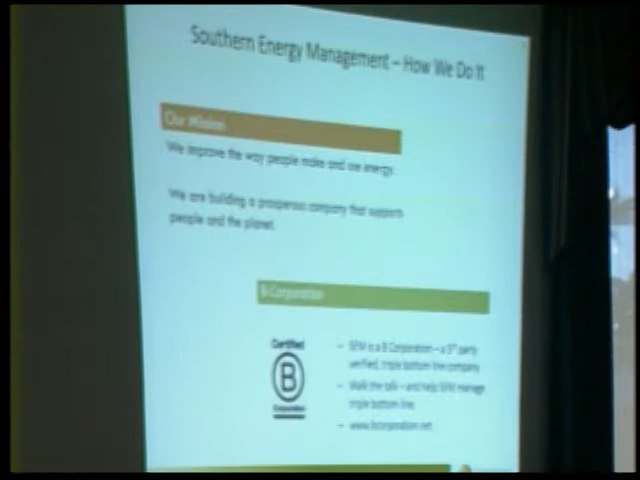 Southern Energy Management – How We Do It
Our Mission
We improve the way people make and use energy.
We are building a prosperous company that supports
people and the planet.
B Corporation
Certified
B
Corporation
– SEM is a B Corporation – a 3rd party
verified, triple bottom line company
– Walk the talk – and help SEM manage
triple bottom line
– www.bcorporation.net